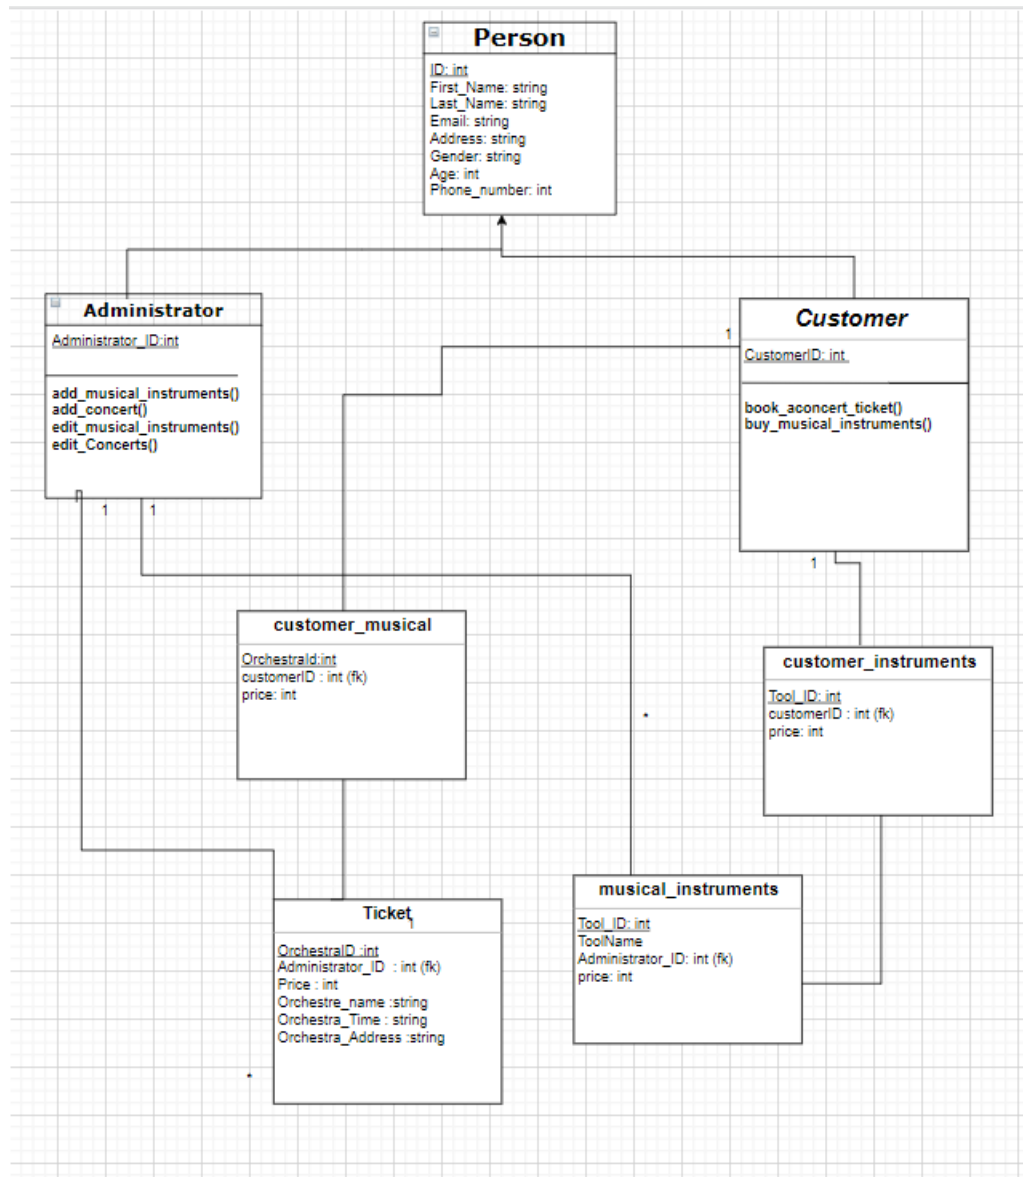 Person
ID: int
First_Name: string
Last_Name: string
Email: string
Address: string
Gender: string
Age: int
Phone_number: int
Administrator
Administrator_ID:int
add_musical_instruments()
add_concert()
edit_musical_instruments()
edit_Concerts()
1
1
Customer
1
CustomerID: int
book_aconcert_ticket()
buy_musical_instruments()
1
customer_musical
OrchestraId:int
customerID : int (fk)
price: int
customer_instruments
Tool_ID: int
customerID : int (fk)
price: int
*
Ticket
1
OrchestraID :int
Administrator_ID : int (fk)
Price : int
Orchestre_name :string
Orchestra_Time : string
Orchestra_Address :string
*
musical_instruments
Tool_ID: int
ToolName
Administrator_ID: int (fk)
price: int